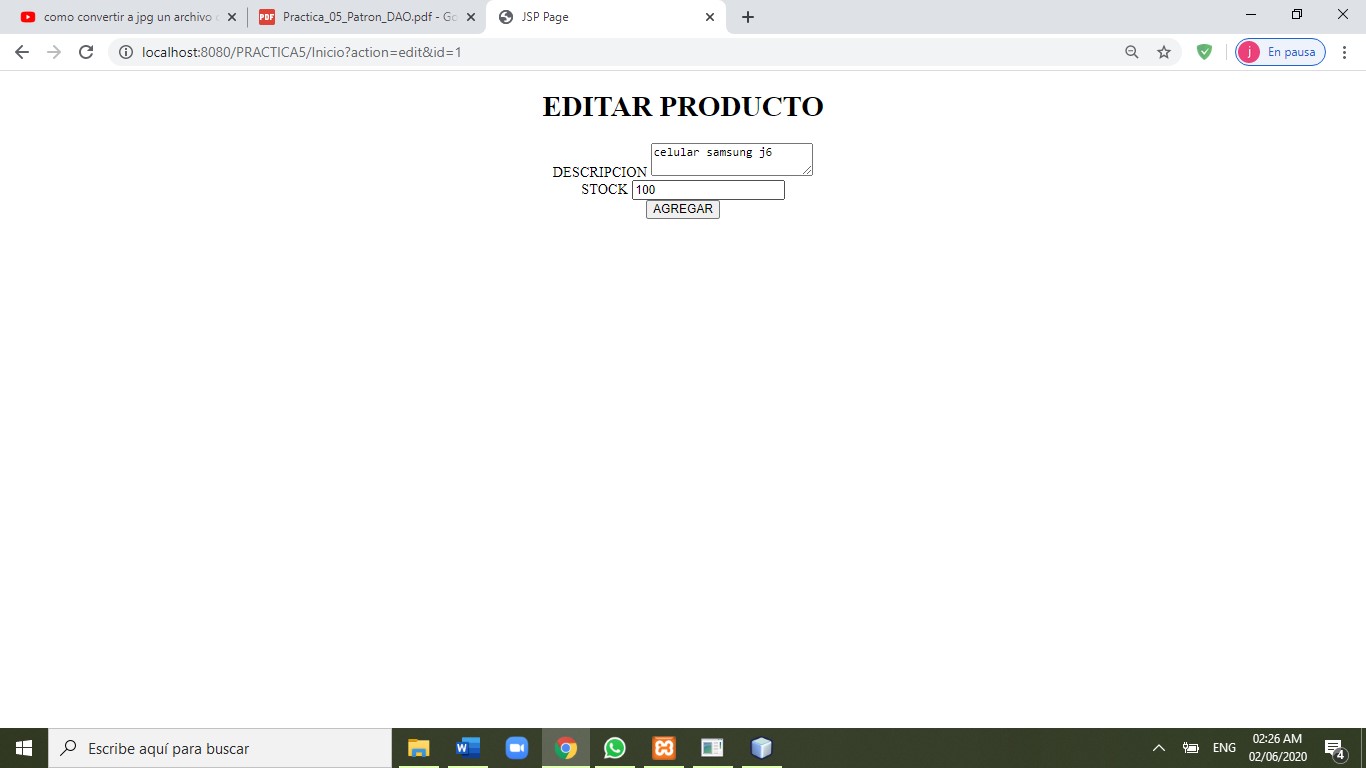 como convertir a jpg un archivo
Practica_05_Patron_DAO.pdf - Go
JSP Page
localhost:8080/PRACTICA5/Inicio?action=edit&id=1
j
En pausa
EDITAR PRODUCTO
DESCRIPCION celular samsung j6
STOCK 100
AGREGAR
Escribe aquí para buscar
ENG
02:26 AM
02/06/2020
4